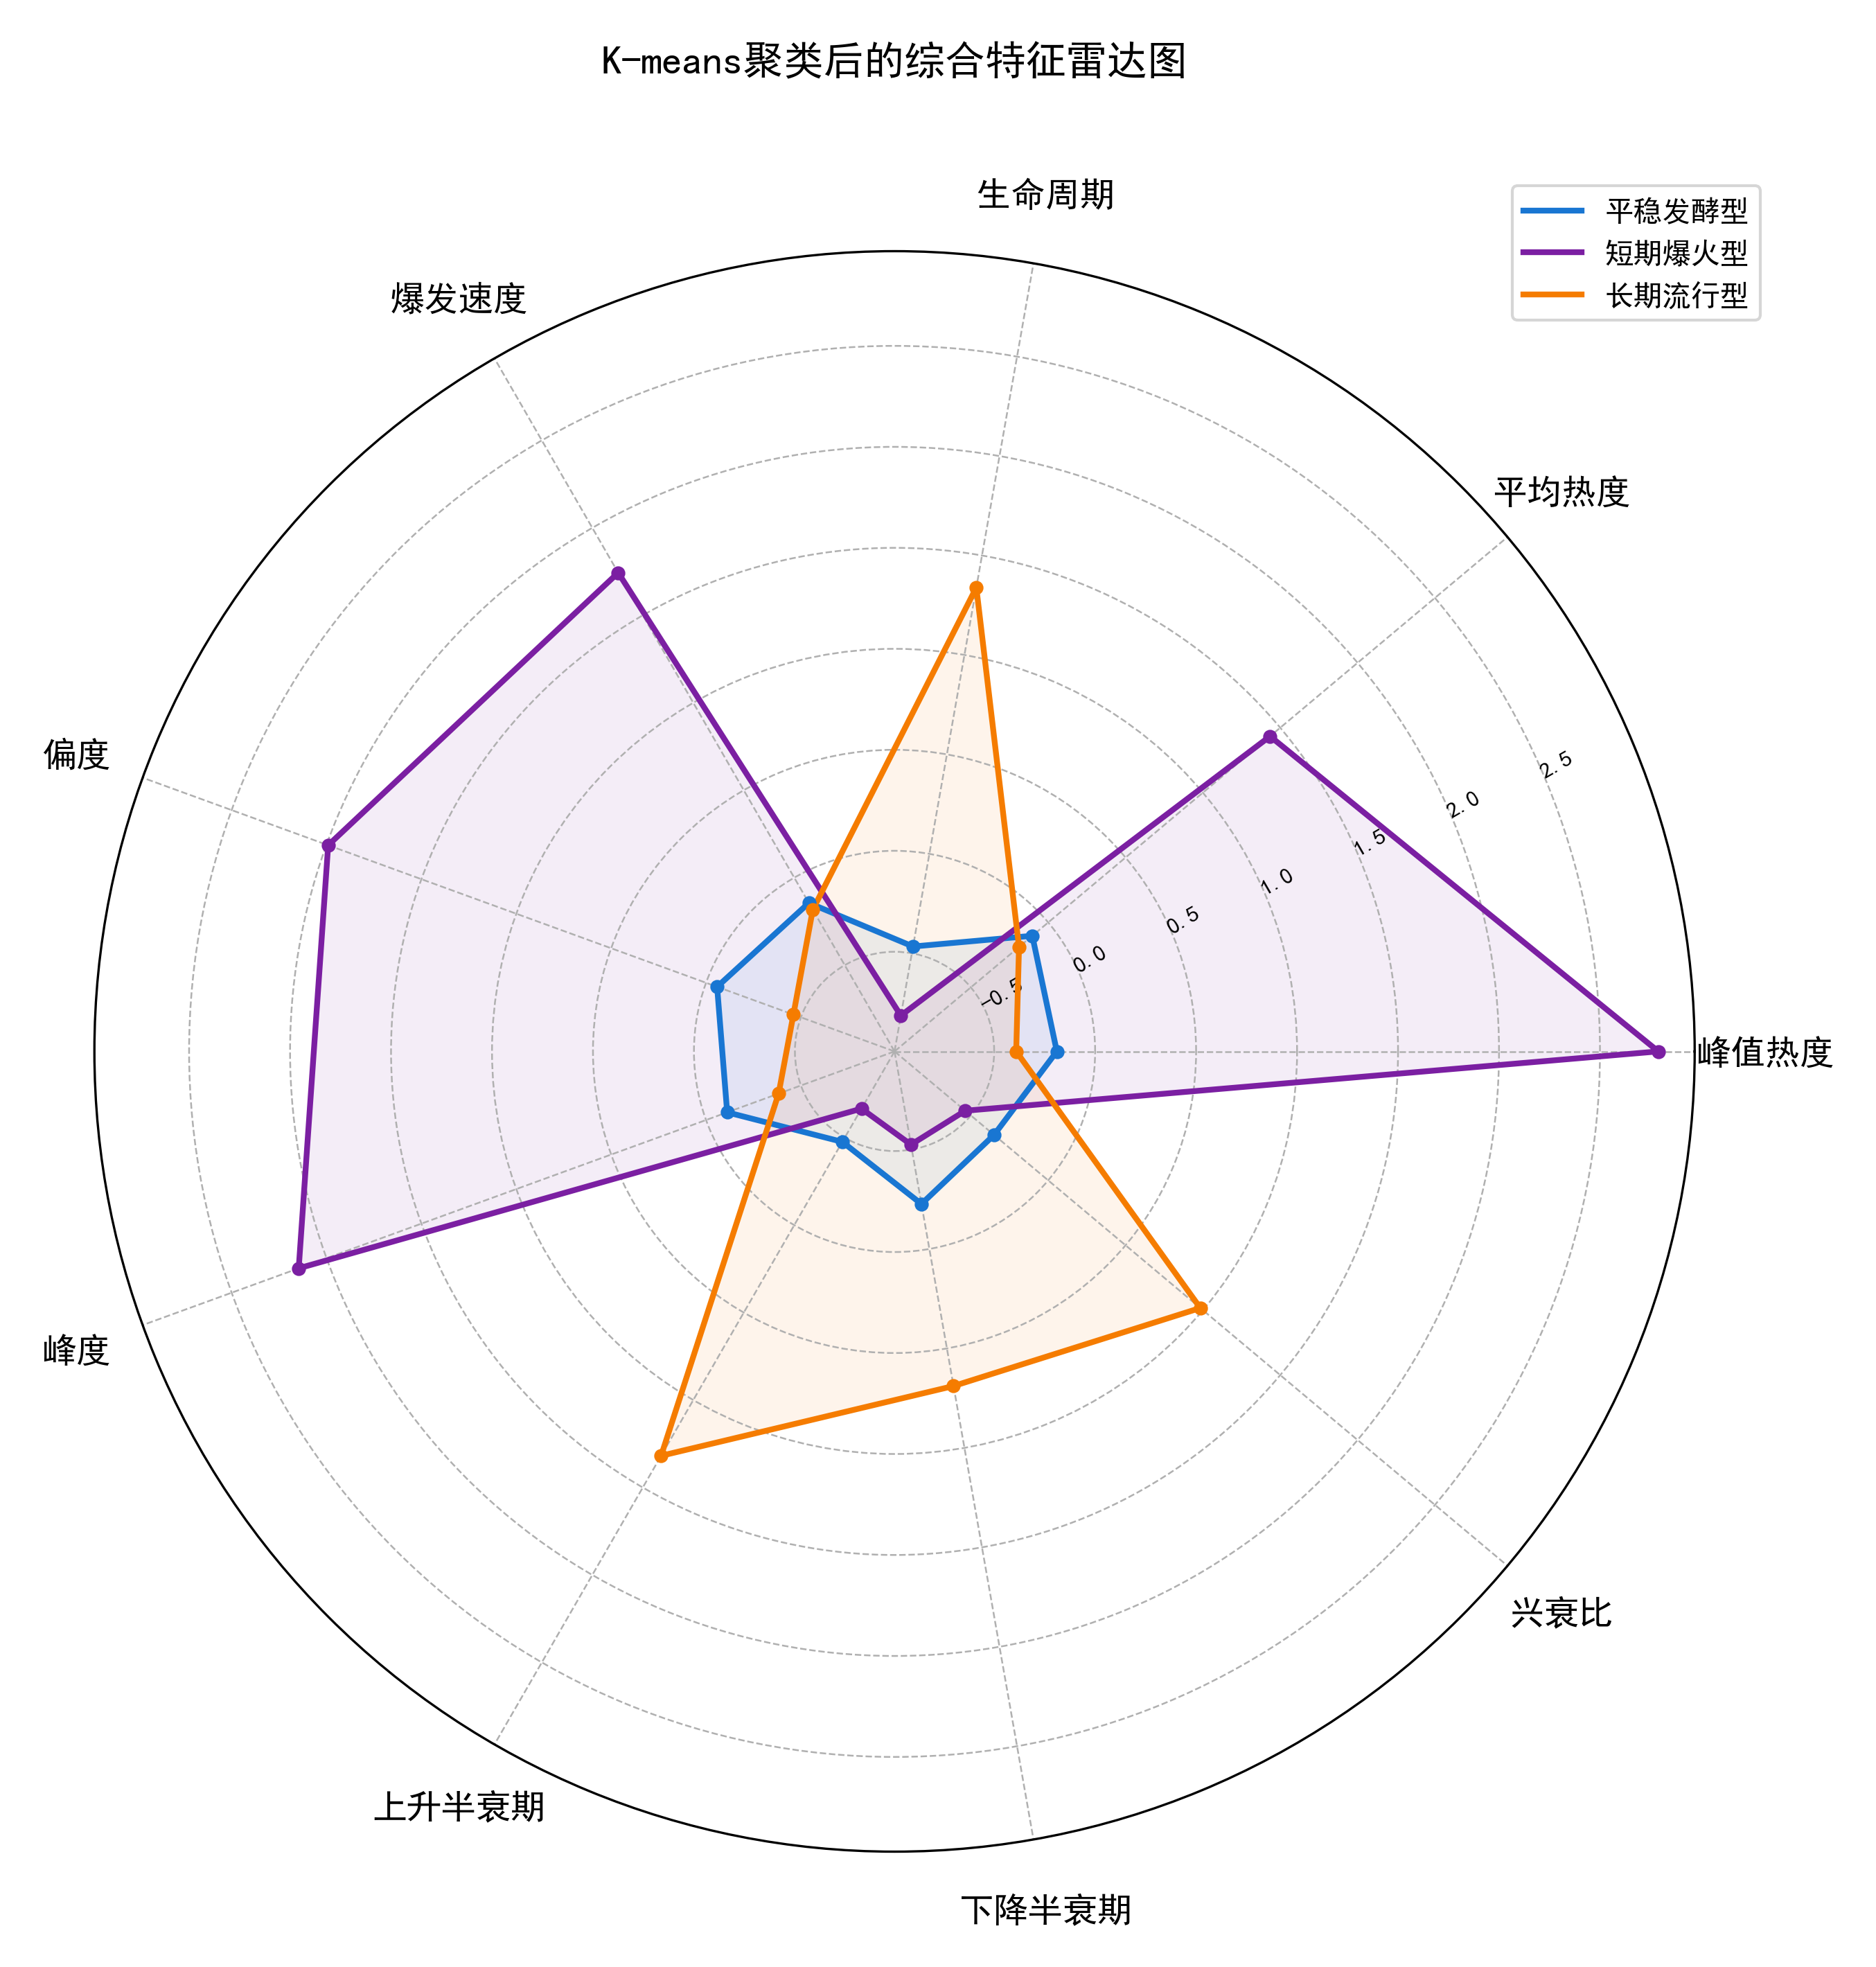 K-means聚类后的综合特征雷达图
生命周期
平稳发酵型
短期爆火型
长期流行型
爆发速度
平均热度
偏度
2.5
2.0
1.5
1.0
0.5
0.0
-0.5
峰值热度
峰度
兴衰比
上升半衰期
下降半衰期